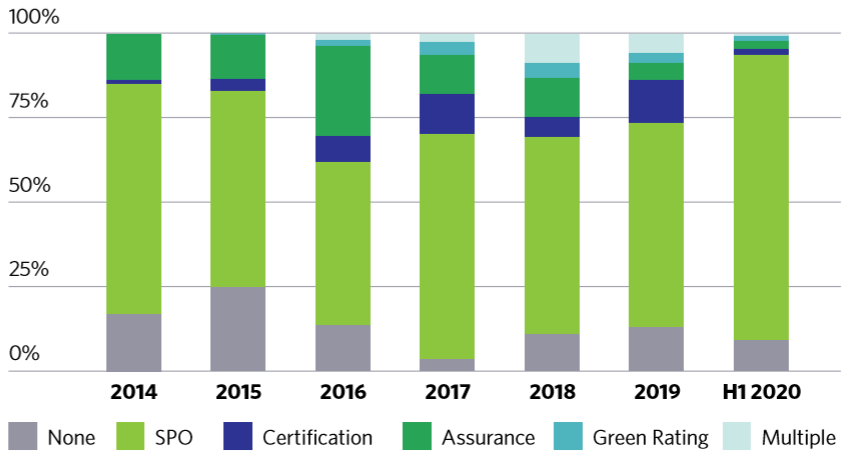 100%
75%
50%
25%
0%
2014 2015 2016 2017 2018 2019 H1 2020
None SPO Certification Assurance Green Rating Multiple